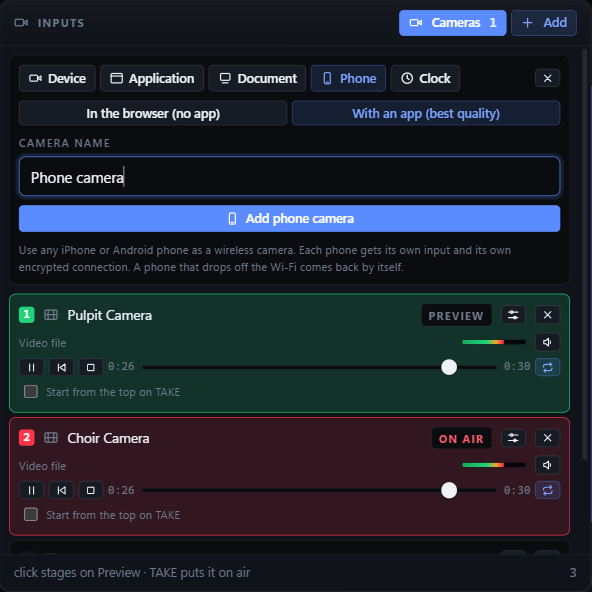 INPUTS
Cameras 1
Add
Device
Application
Document
Phone
Clock
In the browser (no app)
With an app (best quality)
CAMERA NAME
Phone camera
Add phone camera
Use any iPhone or Android phone as a wireless camera. Each phone gets its own input and its own
encrypted connection. A phone that drops off the Wi-Fi comes back by itself.
1 Pulpit Camera PREVIEW
Video file
0:26 0:30
Start from the top on TAKE
2 Choir Camera ON AIR
Video file
0:26 0:30
Start from the top on TAKE
click stages on Preview · TAKE puts it on air 3